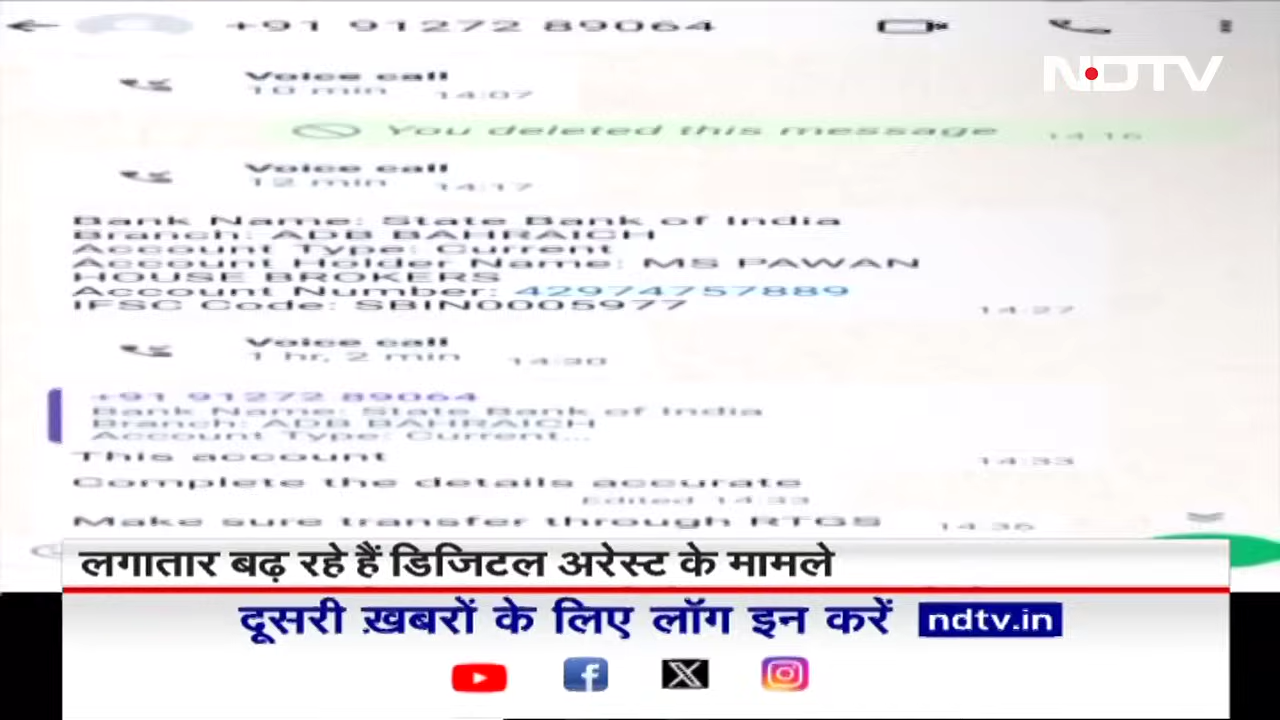 +91 91272 89064
NDTV
Voice call
10 min 14:07
You deleted this message 14:16
Voice call
12 min 14:17
Bank Name: State Bank of India
Branch: ADB BAHRAICH
Account Type: Current
Account Holder Name: MS PAWAN
HOUSE BROKERS
Account Number: 42974757889
IFSC Code: SBIN0005977
14:27
Voice call
1 hr, 2 min 14:30
+91 91272 89064
Bank Name: State Bank of India
Branch: ADB BAHRAICH
Account Type: Current...
This account 14:33
Complete the details accurate
Edited 14:33
Make sure transfer through RTGS 14:36
लगातार बढ़ रहे हैं डिजिटल अरेस्ट के मामले
दूसरी ख़बरों के लिए लॉग इन करें ndtv.in